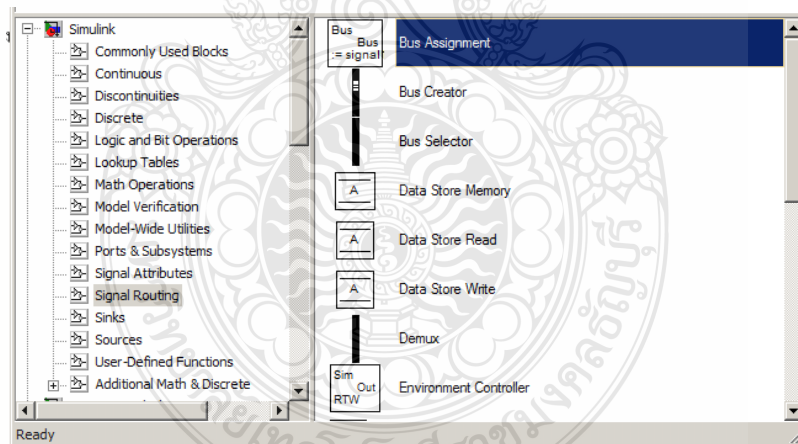 Simulink
Commonly Used Blocks
Continuous
Discontinuities
Discrete
Logic and Bit Operations
Lookup Tables
Math Operations
Model Verification
Model-Wide Utilities
Ports & Subsystems
Signal Attributes
Signal Routing
Sinks
Sources
User-Defined Functions
Additional Math & Discrete
Bus
Bus
:= signal
Bus Assignment
Bus Creator
Bus Selector
A
Data Store Memory
A
Data Store Read
A
Data Store Write
Demux
Sim
Out
RTW
Environment Controller
Ready